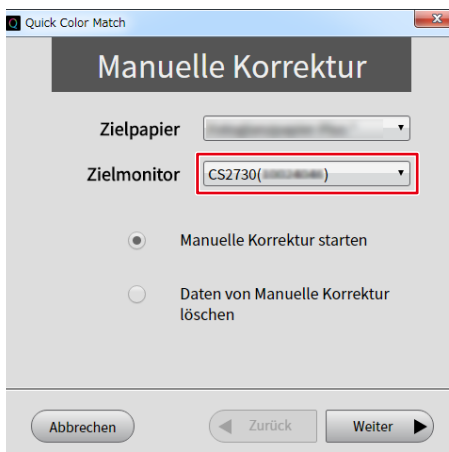 Quick Color Match
Manuelle Korrektur
Zielpapier
Zielmonitor CS2730( )
Manuelle Korrektur starten
Daten von Manuelle Korrektur
löschen
Abbrechen Zurück Weiter